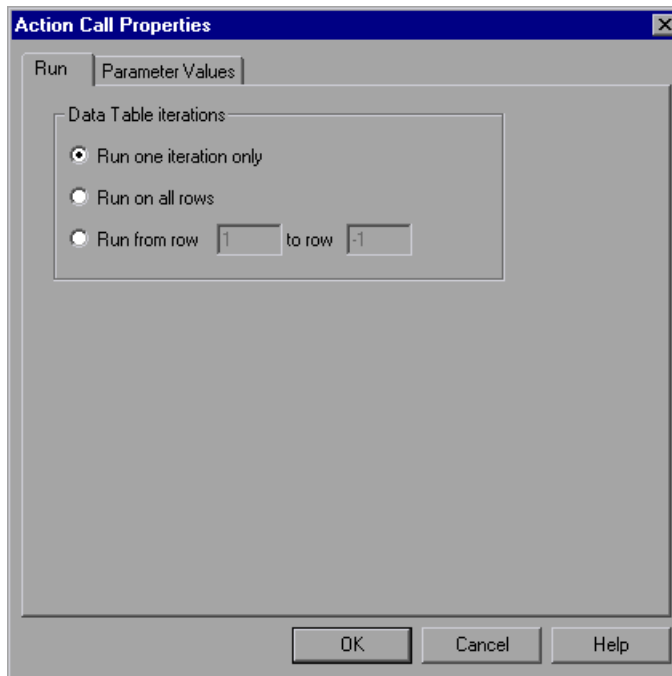 Action Call Properties
Run Parameter Values
Data Table iterations
Run one iteration only
Run on all rows
Run from row 1 to row -1
OK Cancel Help